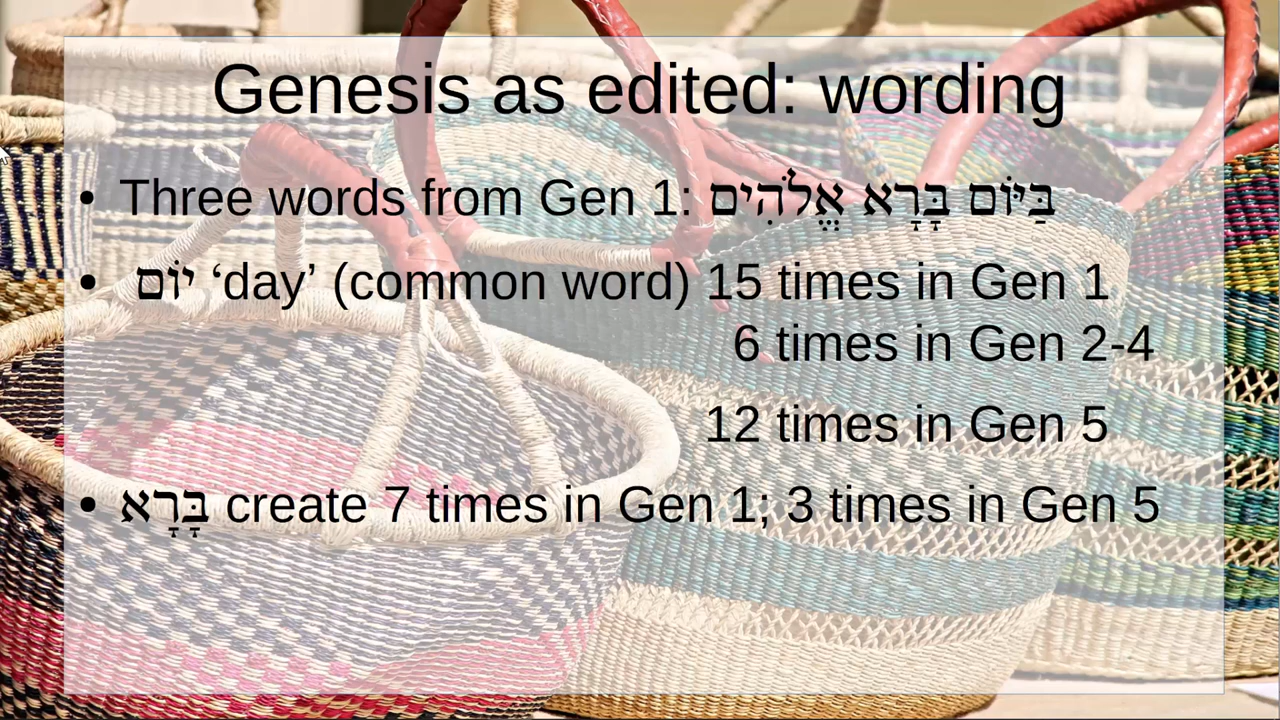 Genesis as edited: wording
• Three words from Gen 1: בַּיּוֹם בָּרָא אֱלֹהִים
• יוֹם ‘day’ (common word) 15 times in Gen 1
6 times in Gen 2-4
12 times in Gen 5
• בָּרָא create 7 times in Gen 1; 3 times in Gen 5